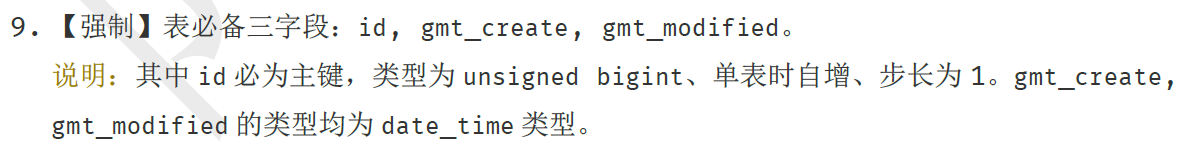 9. 【强制】表必备三字段：id, gmt_create, gmt_modified。
说明：其中 id 必为主键，类型为 unsigned bigint、单表时自增、步长为 1。gmt_create,
gmt_modified 的类型均为 date_time 类型。